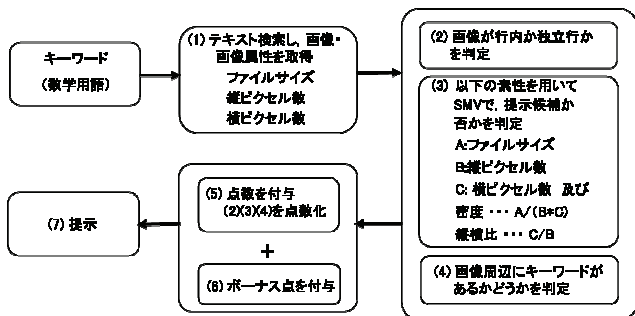 キーワード
(数学用語)
(1) テキスト検索し, 画像・
画像属性を取得
ファイルサイズ
縦ピクセル数
横ピクセル数
(2) 画像が行内か独立行か
を判定
(3) 以下の素性を用いて
SMVで, 提示候補か
否かを判定
A:ファイルサイズ
B:縦ピクセル数
C: 横ピクセル数 及び
密度 ・・・ A/(B*C)
縦横比 ・・・ C/B
(4) 画像周辺にキーワードが
あるかどうかを判定
(5) 点数を付与
(2)(3)(4)を点数化
+
(6) ボーナス点を付与
(7) 提示